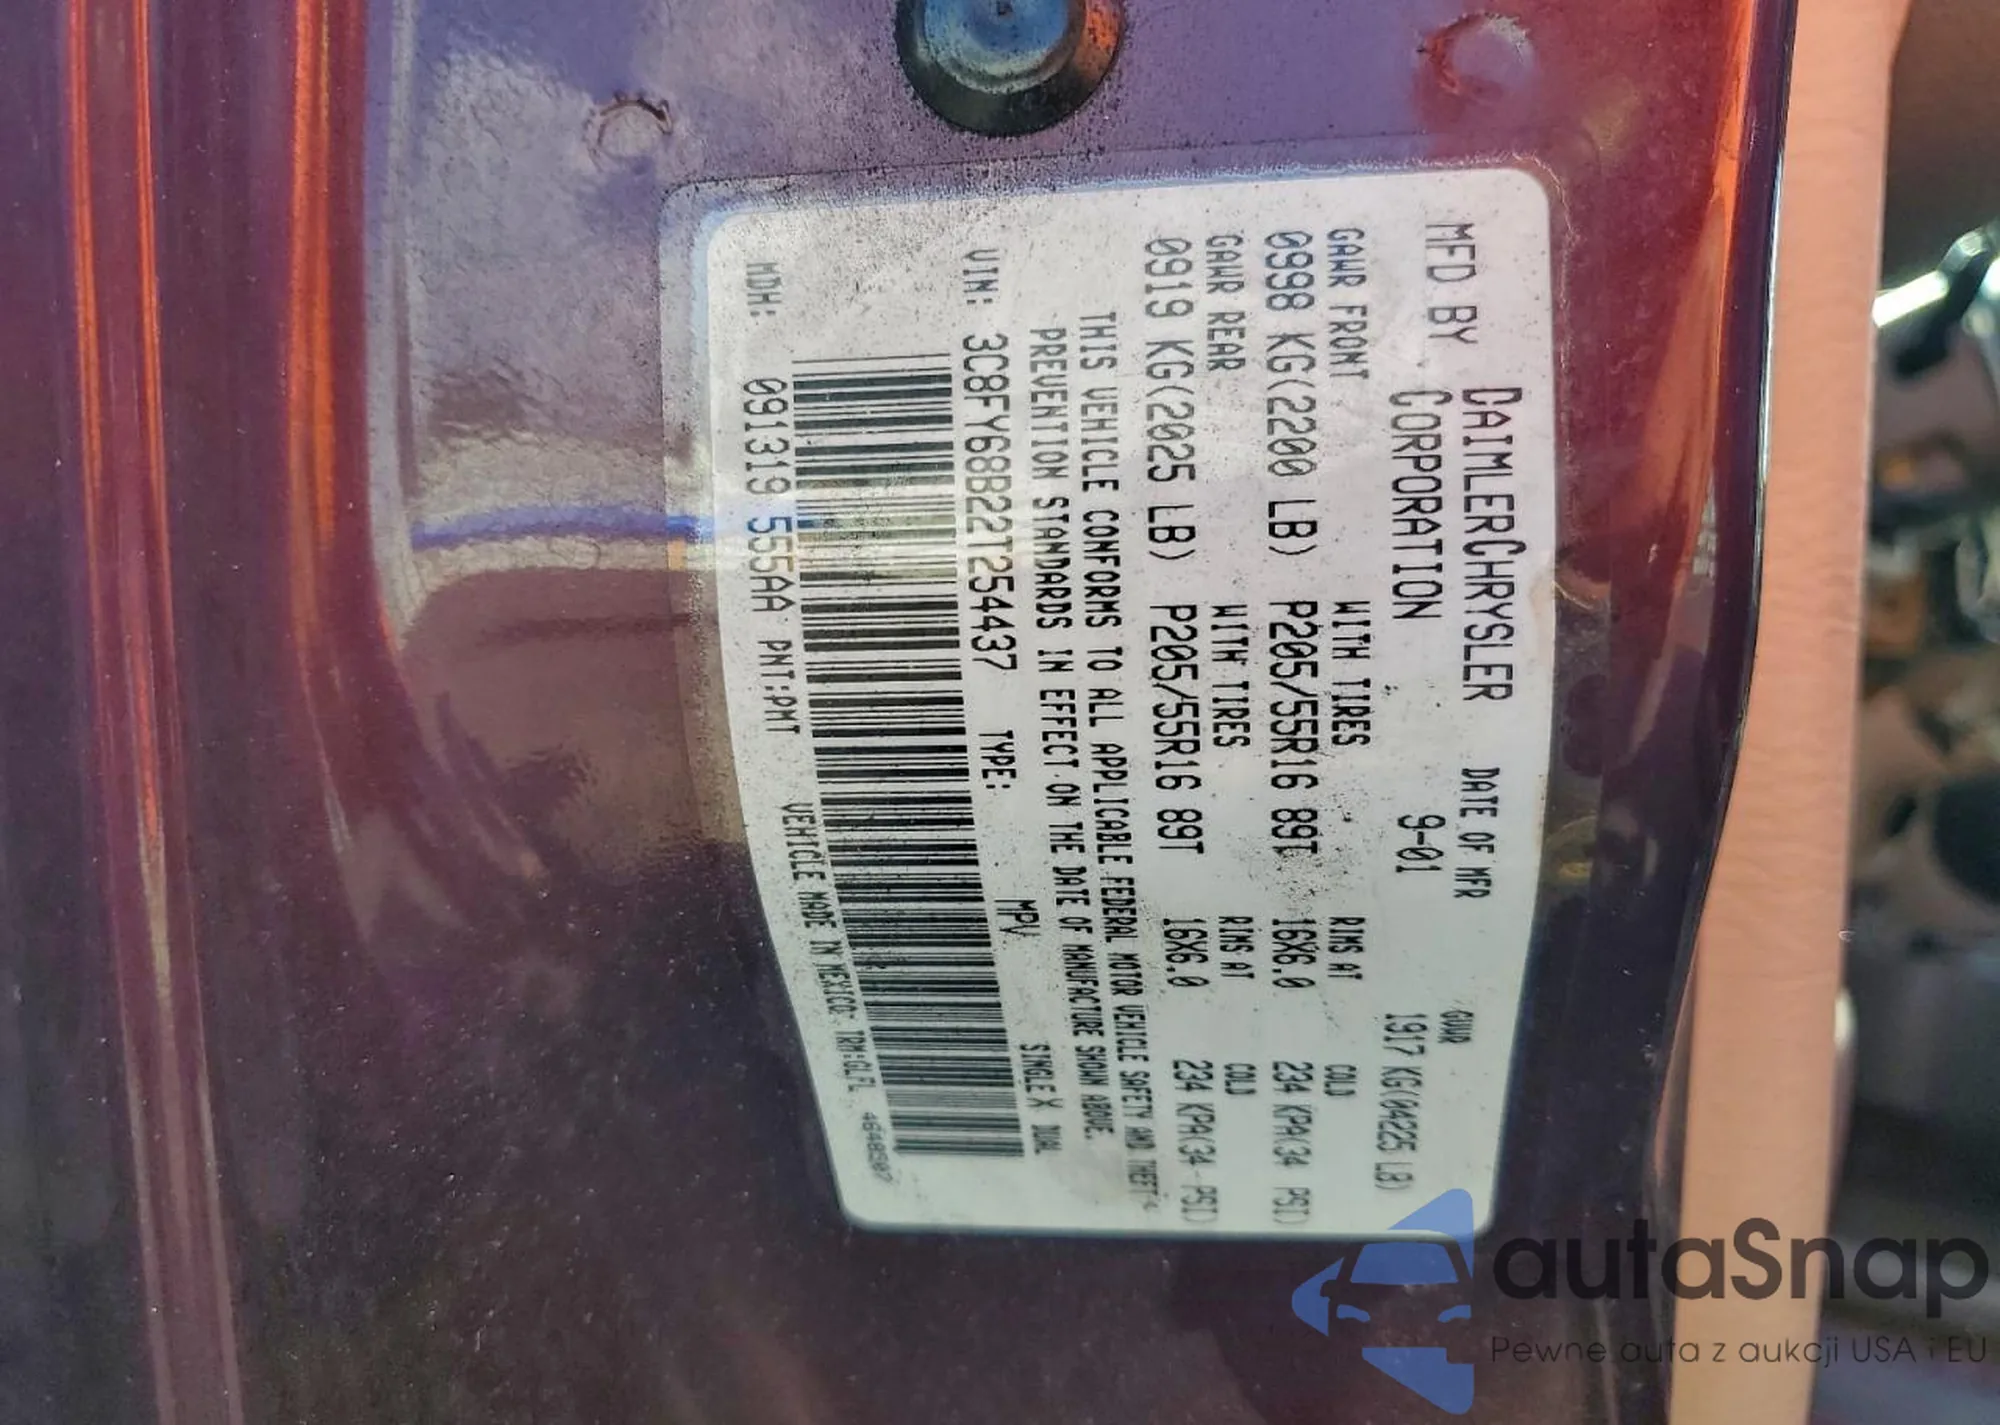 MFD BY DAIMLERCHRYSLER CORPORATION DATE OF MFR 9-01 GVWR 1917 KG(04225 LB)
GAWR FRONT WITH TIRES RIMS AT COLD
0998 KG(2200 LB) P205/55R16 89T 16X6.0 234 KPA(34 PSI)
GAWR REAR WITH TIRES RIMS AT COLD
0919 KG(2025 LB) P205/55R16 89T 16X6.0 234 KPA(34 PSI)
THIS VEHICLE CONFORMS TO ALL APPLICABLE FEDERAL MOTOR VEHICLE SAFETY AND THEFT
PREVENTION STANDARDS IN EFFECT ON THE DATE OF MANUFACTURE SHOWN ABOVE.
VIN: 3C8FY68B22T254437 TYPE: MPV SINGLE X DUAL
MDH: 091319 555AA PNT:PMT VEHICLE MADE IN MEXICO: TRM:GLFL 4648507
autaSnap
Pewne auta z aukcji USA i EU